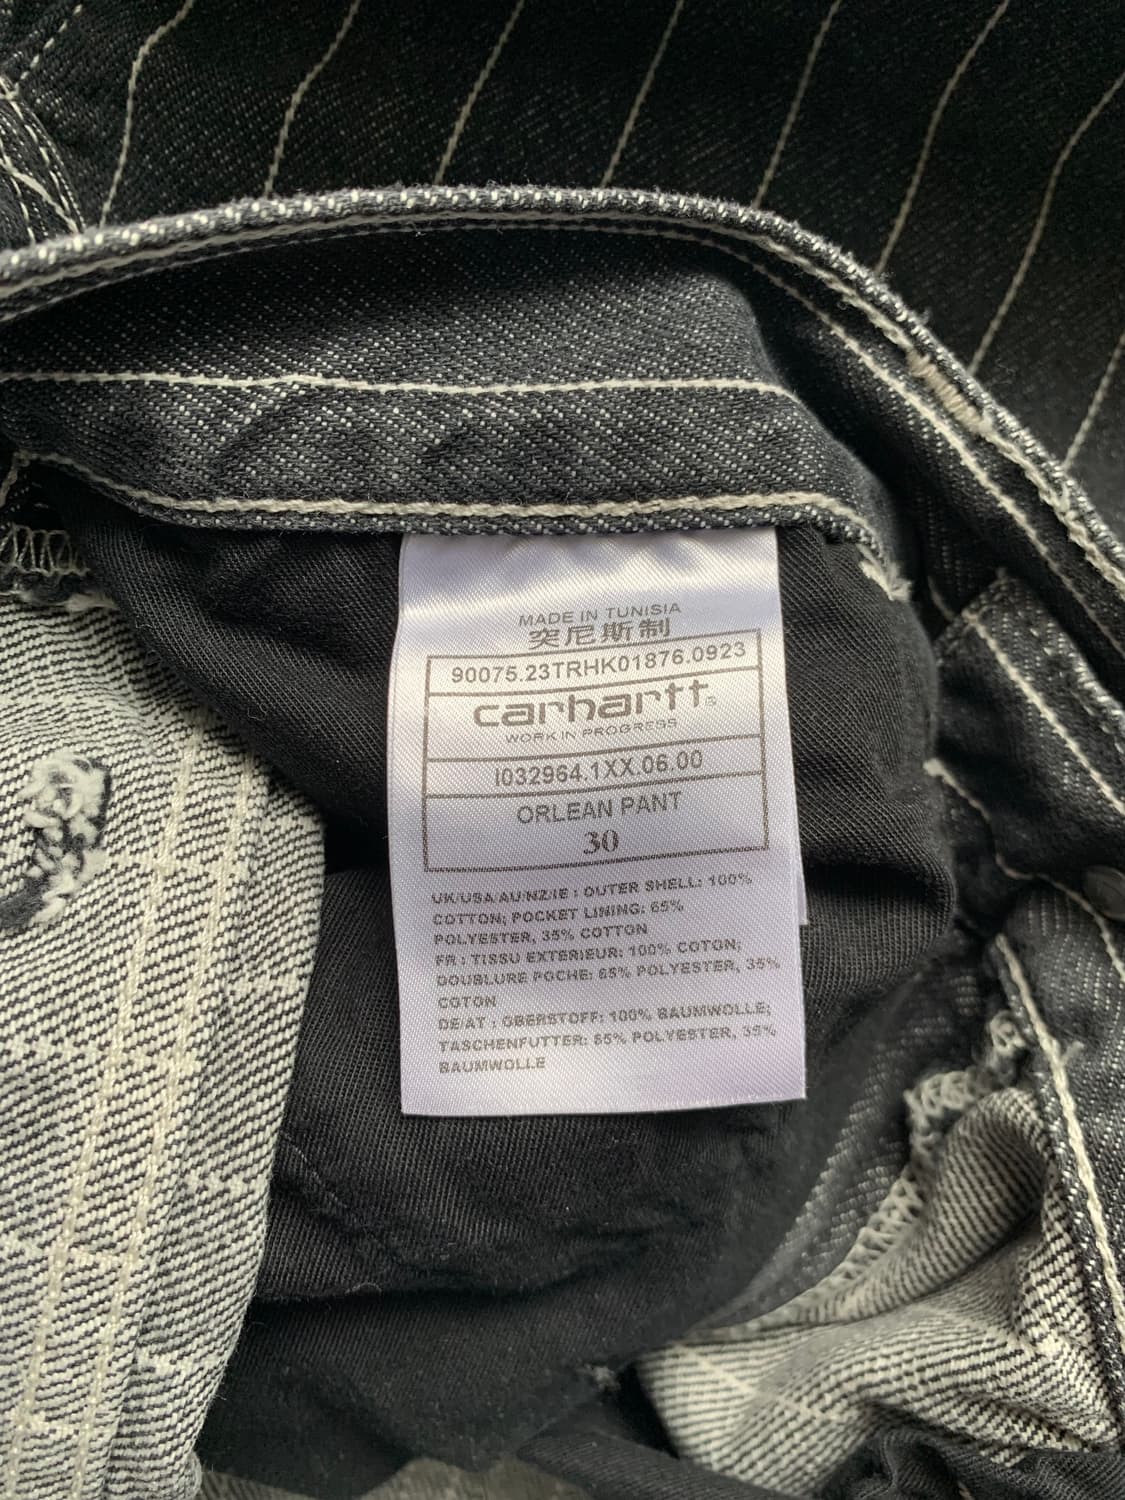 MADE IN TUNISIA
突尼斯制
90075.23TRHK01876.0923
carhartt®
WORK IN PROGRESS
I032964.1XX.06.00
ORLEAN PANT
30
UK/USA/AU/NZ/IE : OUTER SHELL: 100%
COTTON; POCKET LINING: 65%
POLYESTER, 35% COTTON
FR : TISSU EXTERIEUR: 100% COTON;
DOUBLURE POCHE: 65% POLYESTER, 35%
COTON
DE/AT : OBERSTOFF: 100% BAUMWOLLE;
TASCHENFUTTER: 65% POLYESTER, 35%
BAUMWOLLE